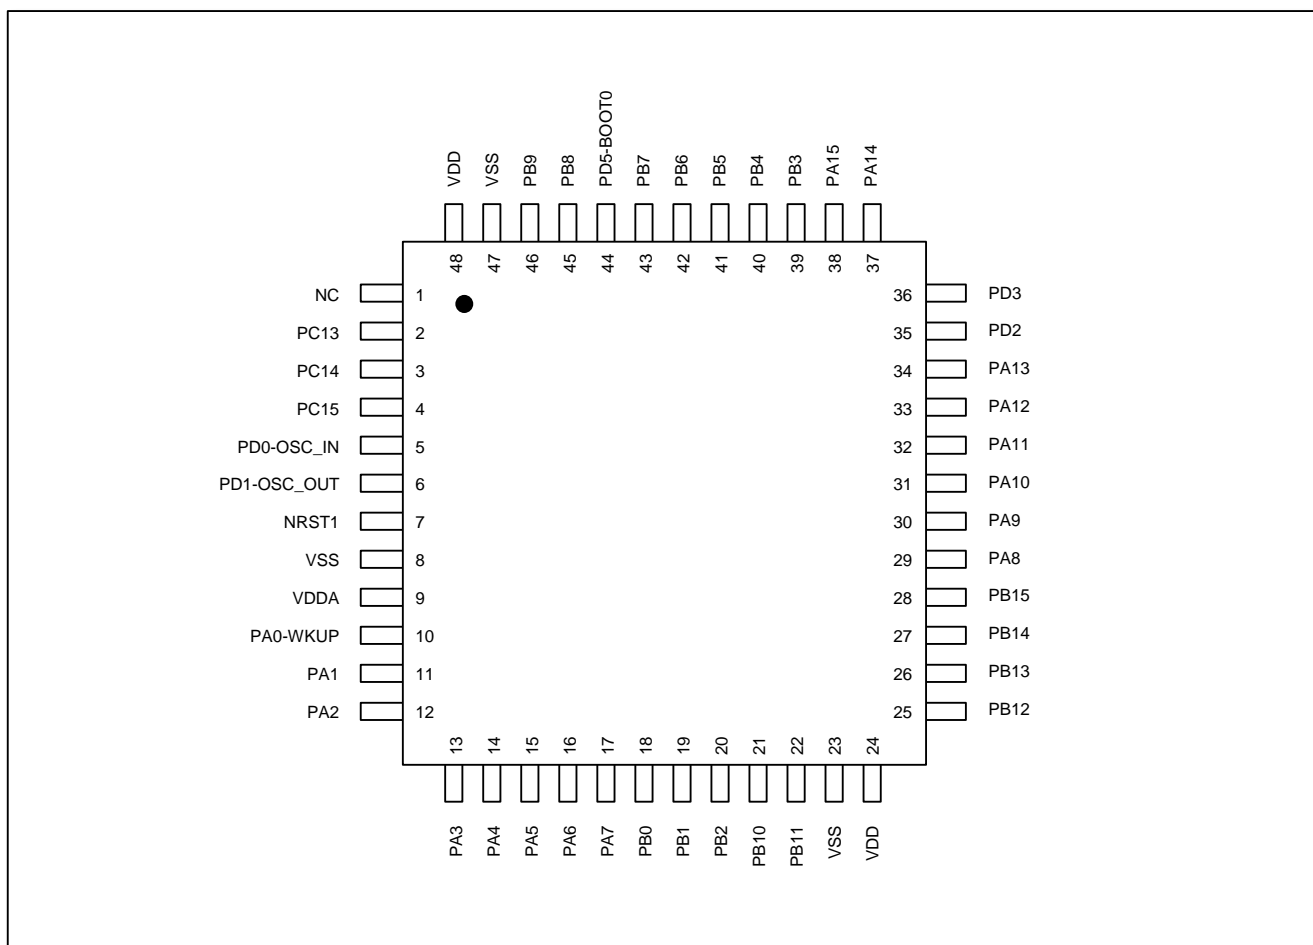 VDD VSS PB9 PB8 PD5-BOOT0 PB7 PB6 PB5 PB4 PB3 PA15 PA14
48 47 46 45 44 43 42 41 40 39 38 37
NC 1 36 PD3
PC13 2 35 PD2
PC14 3 34 PA13
PC15 4 33 PA12
PD0-OSC_IN 5 32 PA11
PD1-OSC_OUT 6 31 PA10
NRST1 7 30 PA9
VSS 8 29 PA8
VDDA 9 28 PB15
PA0-WKUP 10 27 PB14
PA1 11 26 PB13
PA2 12 25 PB12
13 14 15 16 17 18 19 20 21 22 23 24
PA3 PA4 PA5 PA6 PA7 PB0 PB1 PB2 PB10 PB11 VSS VDD